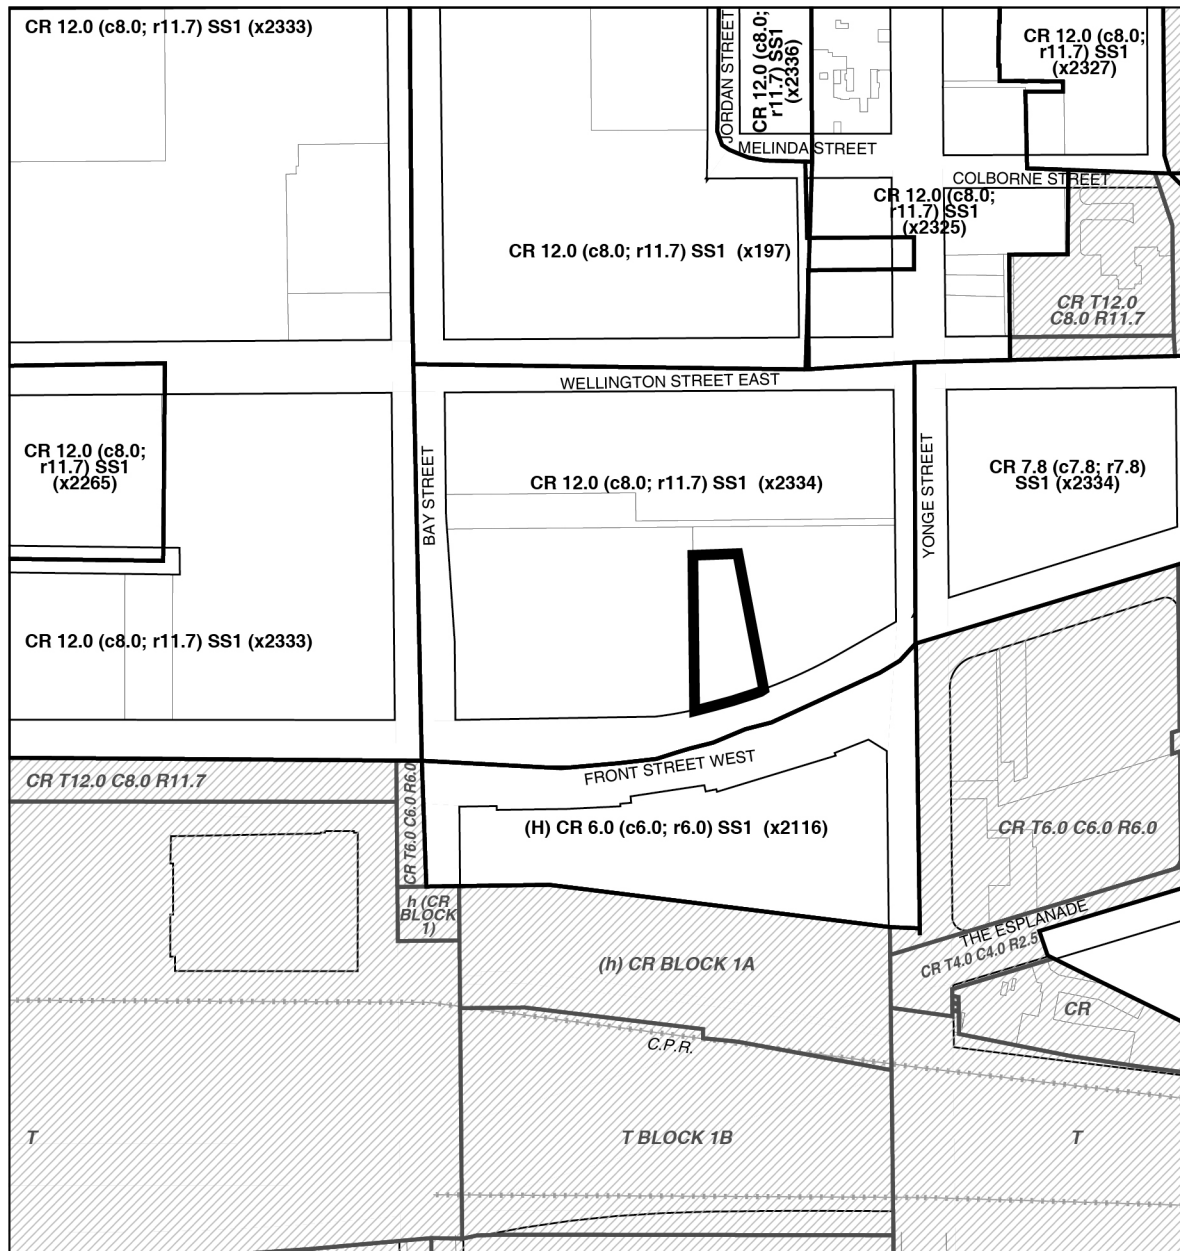 CR 12.0 (c8.0; r11.7) SS1 (x2333)
JORDAN STREET
CR 12.0 (c8.0;
r11.7) SS1
(x2336)
CR 12.0 (c8.0;
r11.7) SS1
(x2327)
MELINDA STREET
COLBORNE STREET
CR 12.0 (c8.0;
r11.7) SS1
(x2325)
CR 12.0 (c8.0; r11.7) SS1 (x197)
CR T12.0
C8.0 R11.7
WELLINGTON STREET EAST
CR 12.0 (c8.0;
r11.7) SS1
(x2265)
BAY STREET
CR 12.0 (c8.0; r11.7) SS1 (x2334)
YONGE STREET
CR 7.8 (c7.8; r7.8)
SS1 (x2334)
CR 12.0 (c8.0; r11.7) SS1 (x2333)
FRONT STREET WEST
CR T12.0 C8.0 R11.7
CR T6.0 C6.0 R6.0
(H) CR 6.0 (c6.0; r6.0) SS1 (x2116)
CR T6.0 C6.0 R6.0
h (CR
BLOCK
1)
THE ESPLANADE
CR T4.0 C4.0 R2.5
(h) CR BLOCK 1A
CR
C.P.R.
T
T BLOCK 1B
T